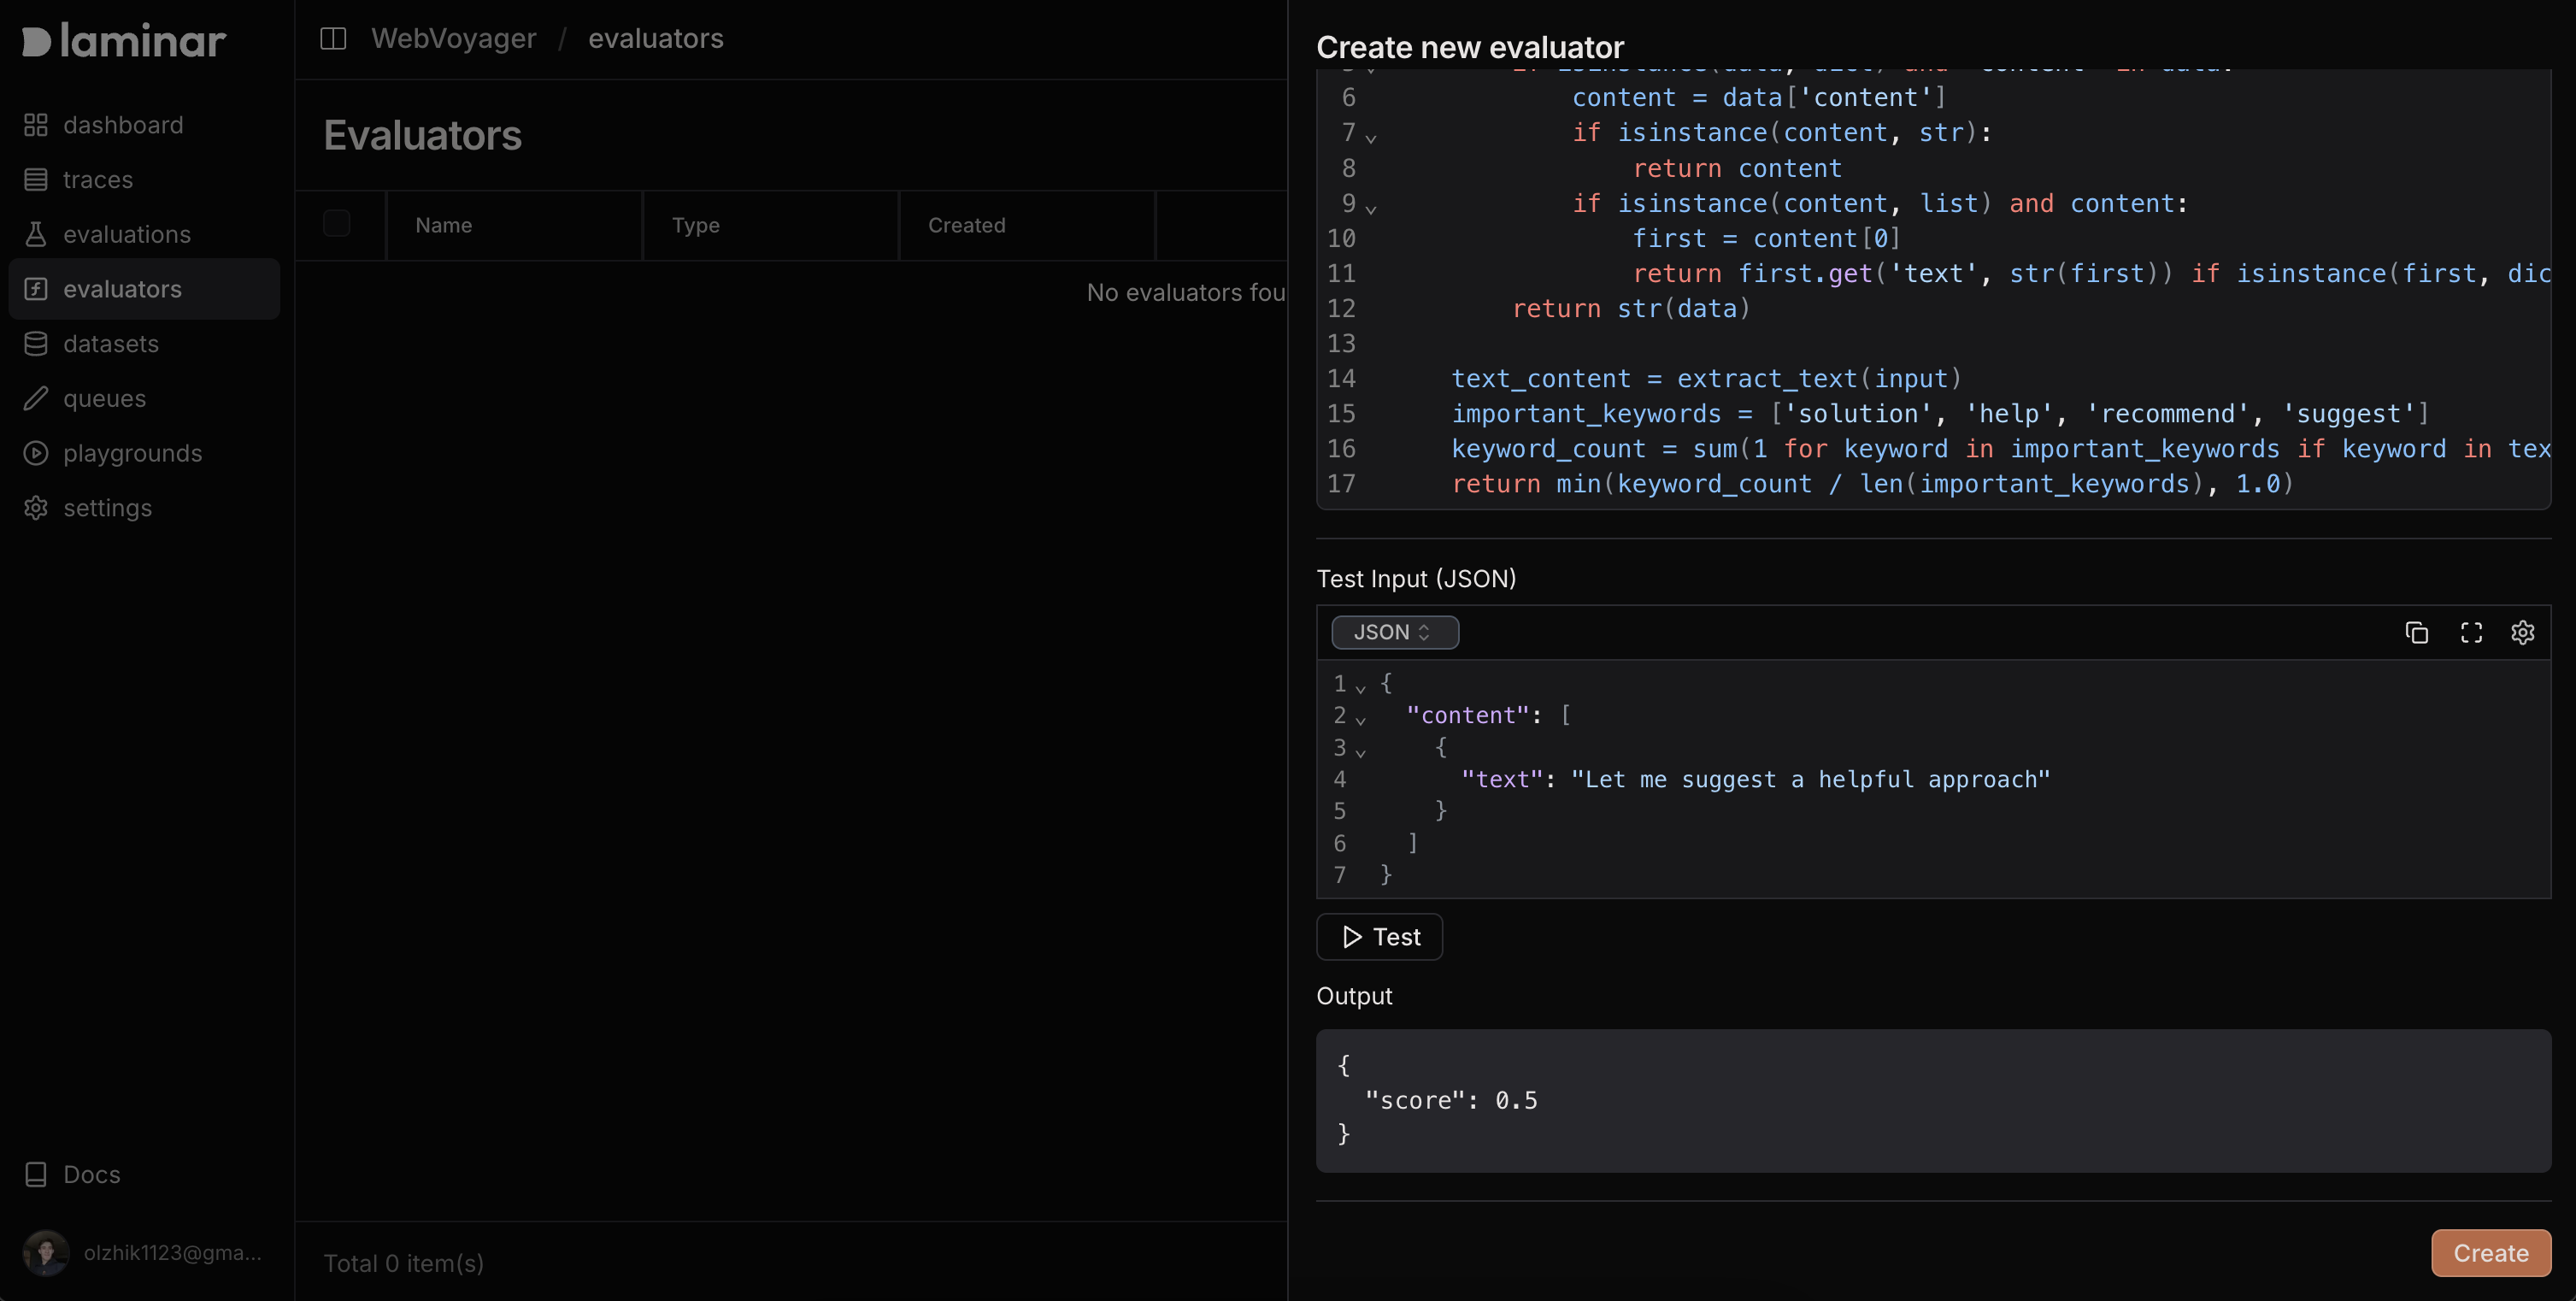 laminar
dashboard
traces
evaluations
evaluators
datasets
queues
playgrounds
settings
Docs
olzhik1123@gma...
WebVoyager / evaluators
Evaluators
Name Type Created
No evaluators fou
Total 0 item(s)
Create new evaluator
6 content = data['content']
7 if isinstance(content, str):
8 return content
9 if isinstance(content, list) and content:
10 first = content[0]
11 return first.get('text', str(first)) if isinstance(first, dic
12 return str(data)
13
14 text_content = extract_text(input)
15 important_keywords = ['solution', 'help', 'recommend', 'suggest']
16 keyword_count = sum(1 for keyword in important_keywords if keyword in tex
17 return min(keyword_count / len(important_keywords), 1.0)
Test Input (JSON)
JSON
1 {
2 "content": [
3 {
4 "text": "Let me suggest a helpful approach"
5 }
6 ]
7 }
Test
Output
{
"score": 0.5
}
Create